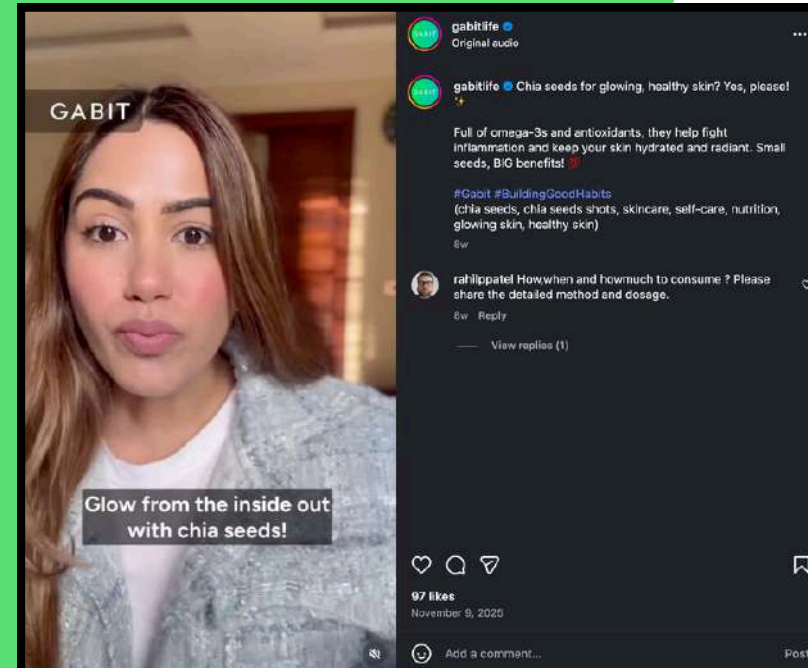 GABIT
Glow from the inside out
with chia seeds!
gabitlife
Original audio
gabitlife Chia seeds for glowing, healthy skin? Yes, please!
✨
Full of omega-3s and antioxidants, they help fight
inflammation and keep your skin hydrated and radiant. Small
seeds, BIG benefits! 💯
#Gabit #BuildingGoodHabits
(chia seeds, chia seeds shots, skincare, self-care, nutrition,
glowing skin, healthy skin)
8w
rahilppatel How,when and howmuch to consume ? Please
share the detailed method and dosage.
8w Reply
View replies (1)
97 likes
November 9, 2025
Add a comment...
Post